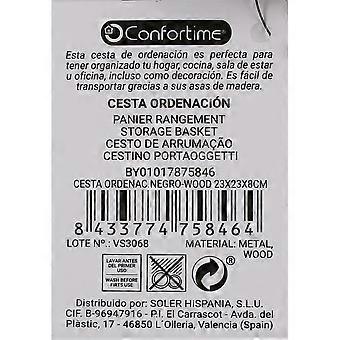 Confortime®
Esta cesta de ordenación es perfecta para
tener organizado tu hogar, cocina, sala de estar
u oficina, incluso como decoración. Es fácil de
transportar gracias a sus asas de madera.
CESTA ORDENACIÓN
PANIER RANGEMENT
STORAGE BASKET
CESTO DE ARRUMAÇÃO
CESTINO PORTAOGGETTI
BY01017875846
CESTA ORDENAC.NEGRO-WOOD 23X23X8CM
8 433774 758464
LOTE Nº.: VS3068
MATERIAL: METAL,
WOOD
LAVAR ANTES
DEL PRIMER
USO
WASH BEFORE
FIRTS USE
Distribuido por: SOLER HISPANIA, S.L.U.
CIF. B-96947916 - P.I. El Carrascot - Avda. del
Plàstic, 17 - 46850 L'Olleria, Valencia (Spain)